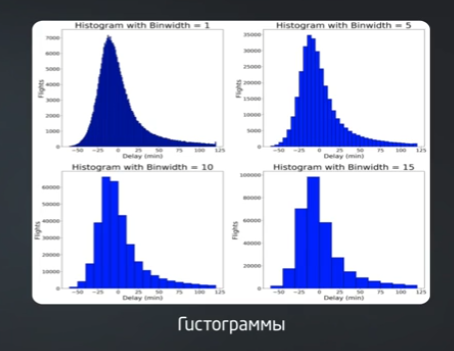 Histogram with Binwidth = 1
Histogram with Binwidth = 5
7000
6000
5000
4000
3000
2000
1000
0
Flights
−50 −25 0 25 50 75 100 125
Delay (min)
35000
30000
25000
20000
15000
10000
5000
0
Flights
−50 −25 0 25 50 75 100 125
Delay (min)
Histogram with Binwidth = 10
Histogram with Binwidth = 15
60000
50000
40000
30000
20000
10000
0
Flights
−50 −25 0 25 50 75 100 125
Delay (min)
100000
80000
60000
40000
20000
0
Flights
−50 −25 0 25 50 75 100 125
Delay (min)
Гистограммы